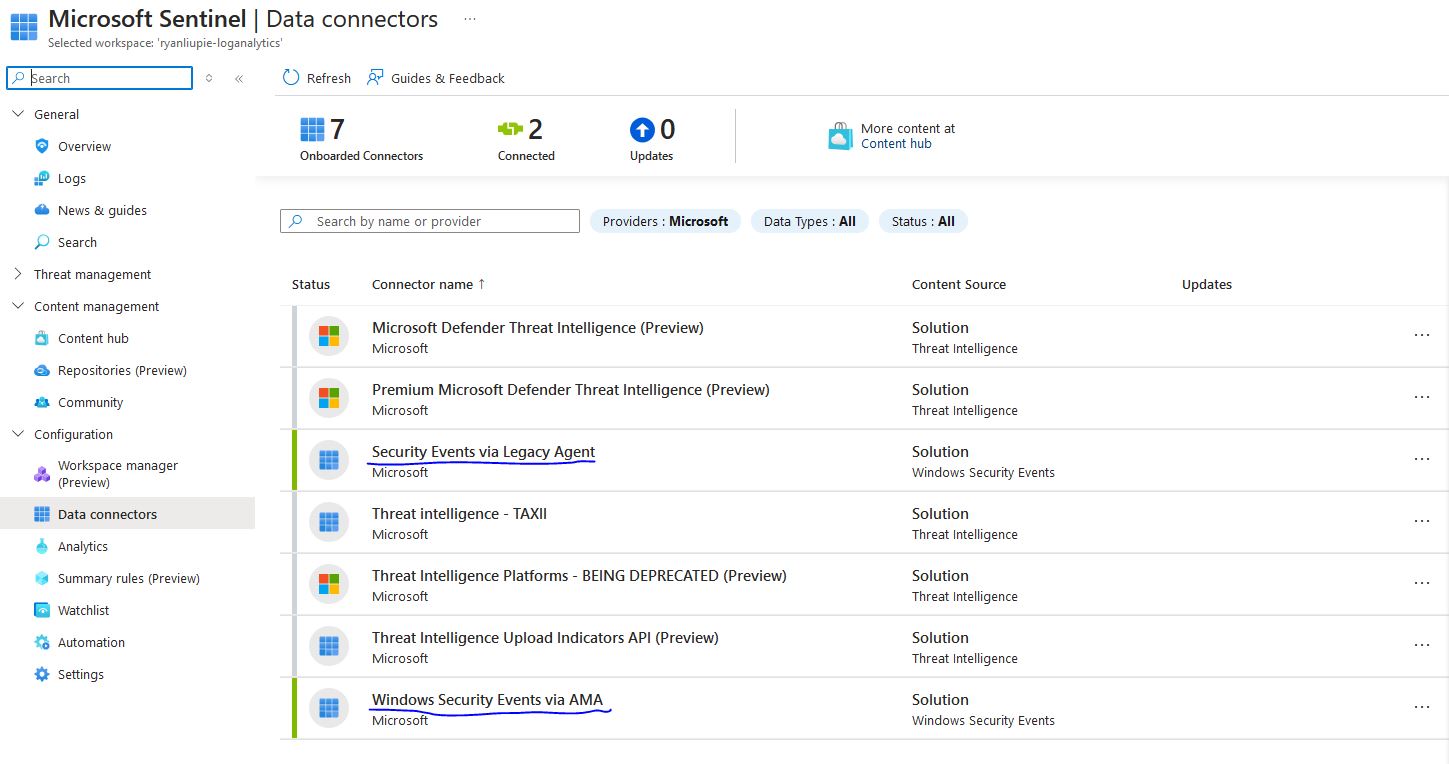 Microsoft Sentinel | Data connectors ...
Selected workspace: 'ryanliupie-loganalytics'
Search
General
Overview
Logs
News & guides
Search
Threat management
Content management
Content hub
Repositories (Preview)
Community
Configuration
Workspace manager
(Preview)
Data connectors
Analytics
Summary rules (Preview)
Watchlist
Automation
Settings
Refresh Guides & Feedback
7 Onboarded Connectors
2 Connected
0 Updates
More content at
Content hub
Search by name or provider
Providers : Microsoft Data Types : All Status : All
Status Connector name ↑ Content Source Updates
Microsoft Defender Threat Intelligence (Preview) Solution
Microsoft Threat Intelligence
Premium Microsoft Defender Threat Intelligence (Preview) Solution
Microsoft Threat Intelligence
Security Events via Legacy Agent Solution
Microsoft Windows Security Events
Threat intelligence - TAXII Solution
Microsoft Threat Intelligence
Threat Intelligence Platforms - BEING DEPRECATED (Preview) Solution
Microsoft Threat Intelligence
Threat Intelligence Upload Indicators API (Preview) Solution
Microsoft Threat Intelligence
Windows Security Events via AMA Solution
Microsoft Windows Security Events